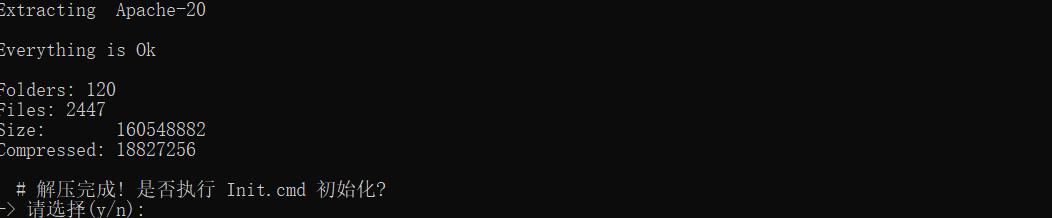 Extracting  Apache-20
Everything is Ok
Folders: 120
Files: 2447
Size:       160548882
Compressed: 18827256
# 解压完成! 是否执行 Init.cmd 初始化?
-> 请选择(y/n):